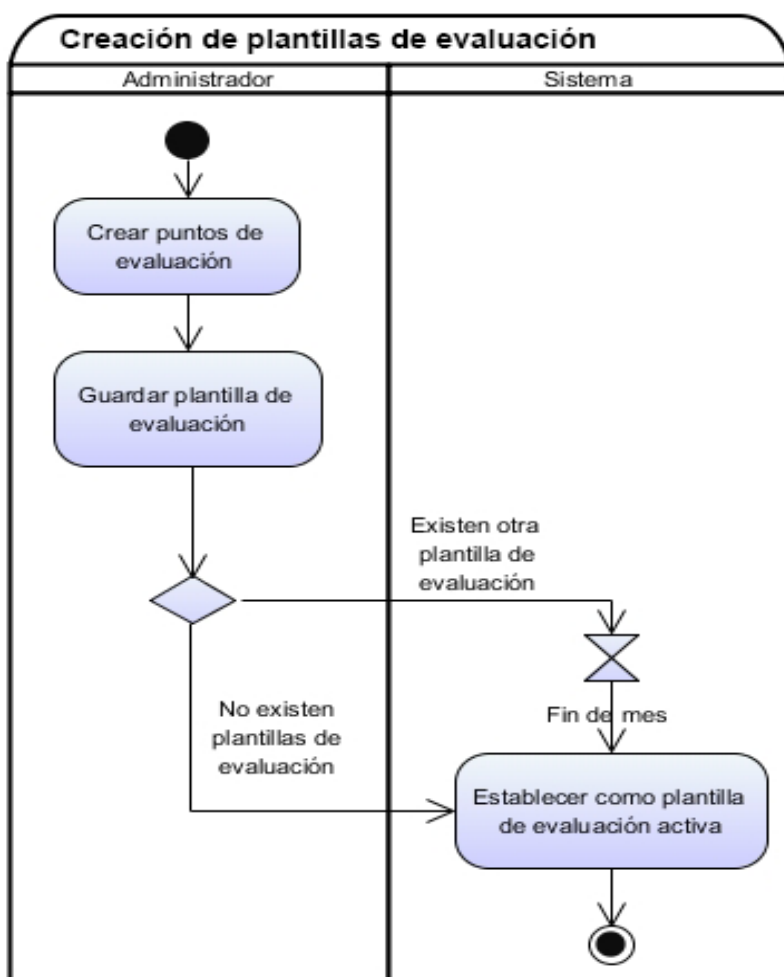 Creación de plantillas de evaluación
Administrador
Sistema
Crear puntos de
evaluación
Guardar plantilla de
evaluación
Existen otra
plantilla de
evaluación
Fin de mes
No existen
plantillas de
evaluación
Establecer como plantilla
de evaluación activa